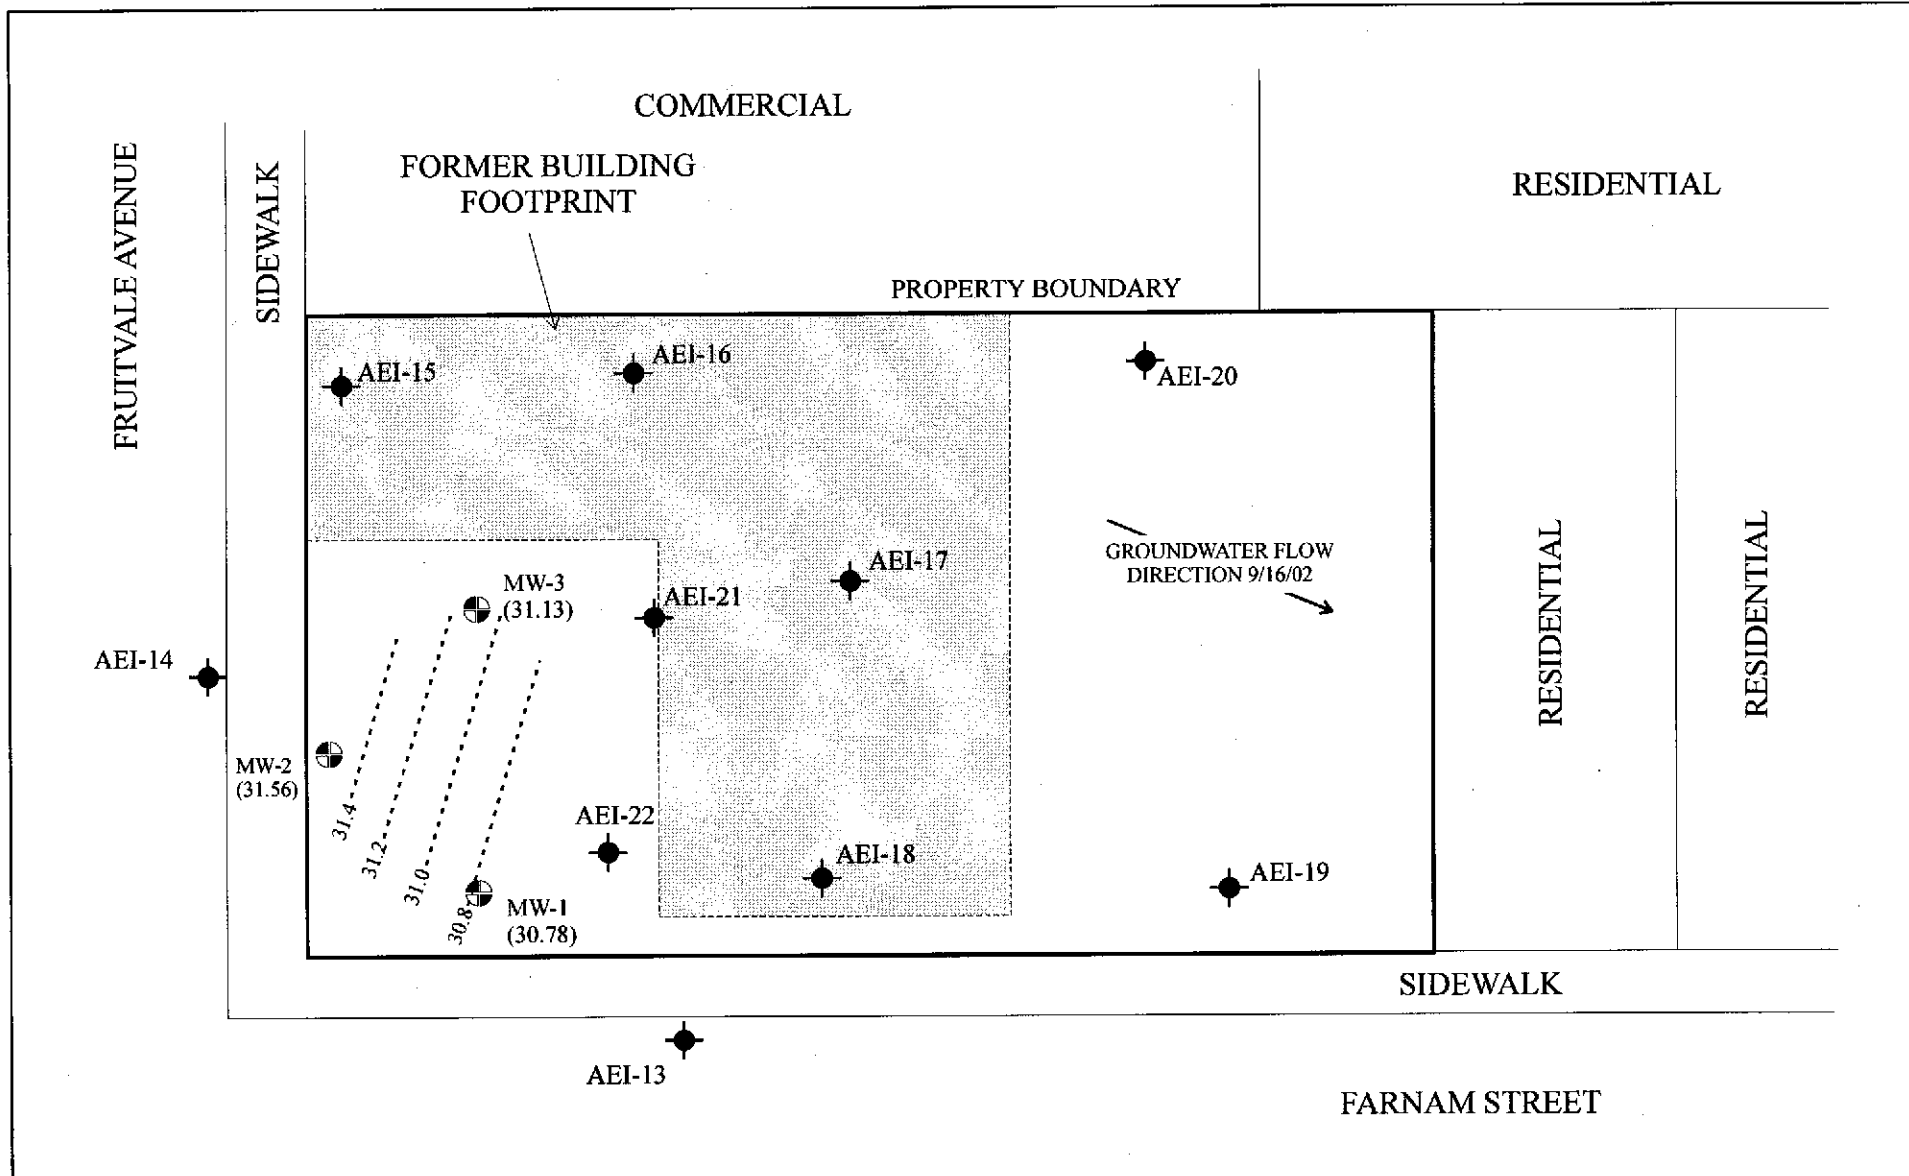 COMMERCIAL
FORMER BUILDING
FOOTPRINT
RESIDENTIAL
FRUITVALE AVENUE
SIDEWALK
PROPERTY BOUNDARY
AEI-15
AEI-16
AEI-20
AEI-17
GROUNDWATER FLOW
DIRECTION 9/16/02
RESIDENTIAL
RESIDENTIAL
MW-3
(31.13)
AEI-21
AEI-14
MW-2
(31.56)
31.4
31.2
31.0
30.8
AEI-22
AEI-18
AEI-19
MW-1
(30.78)
SIDEWALK
AEI-13
FARNAM STREET